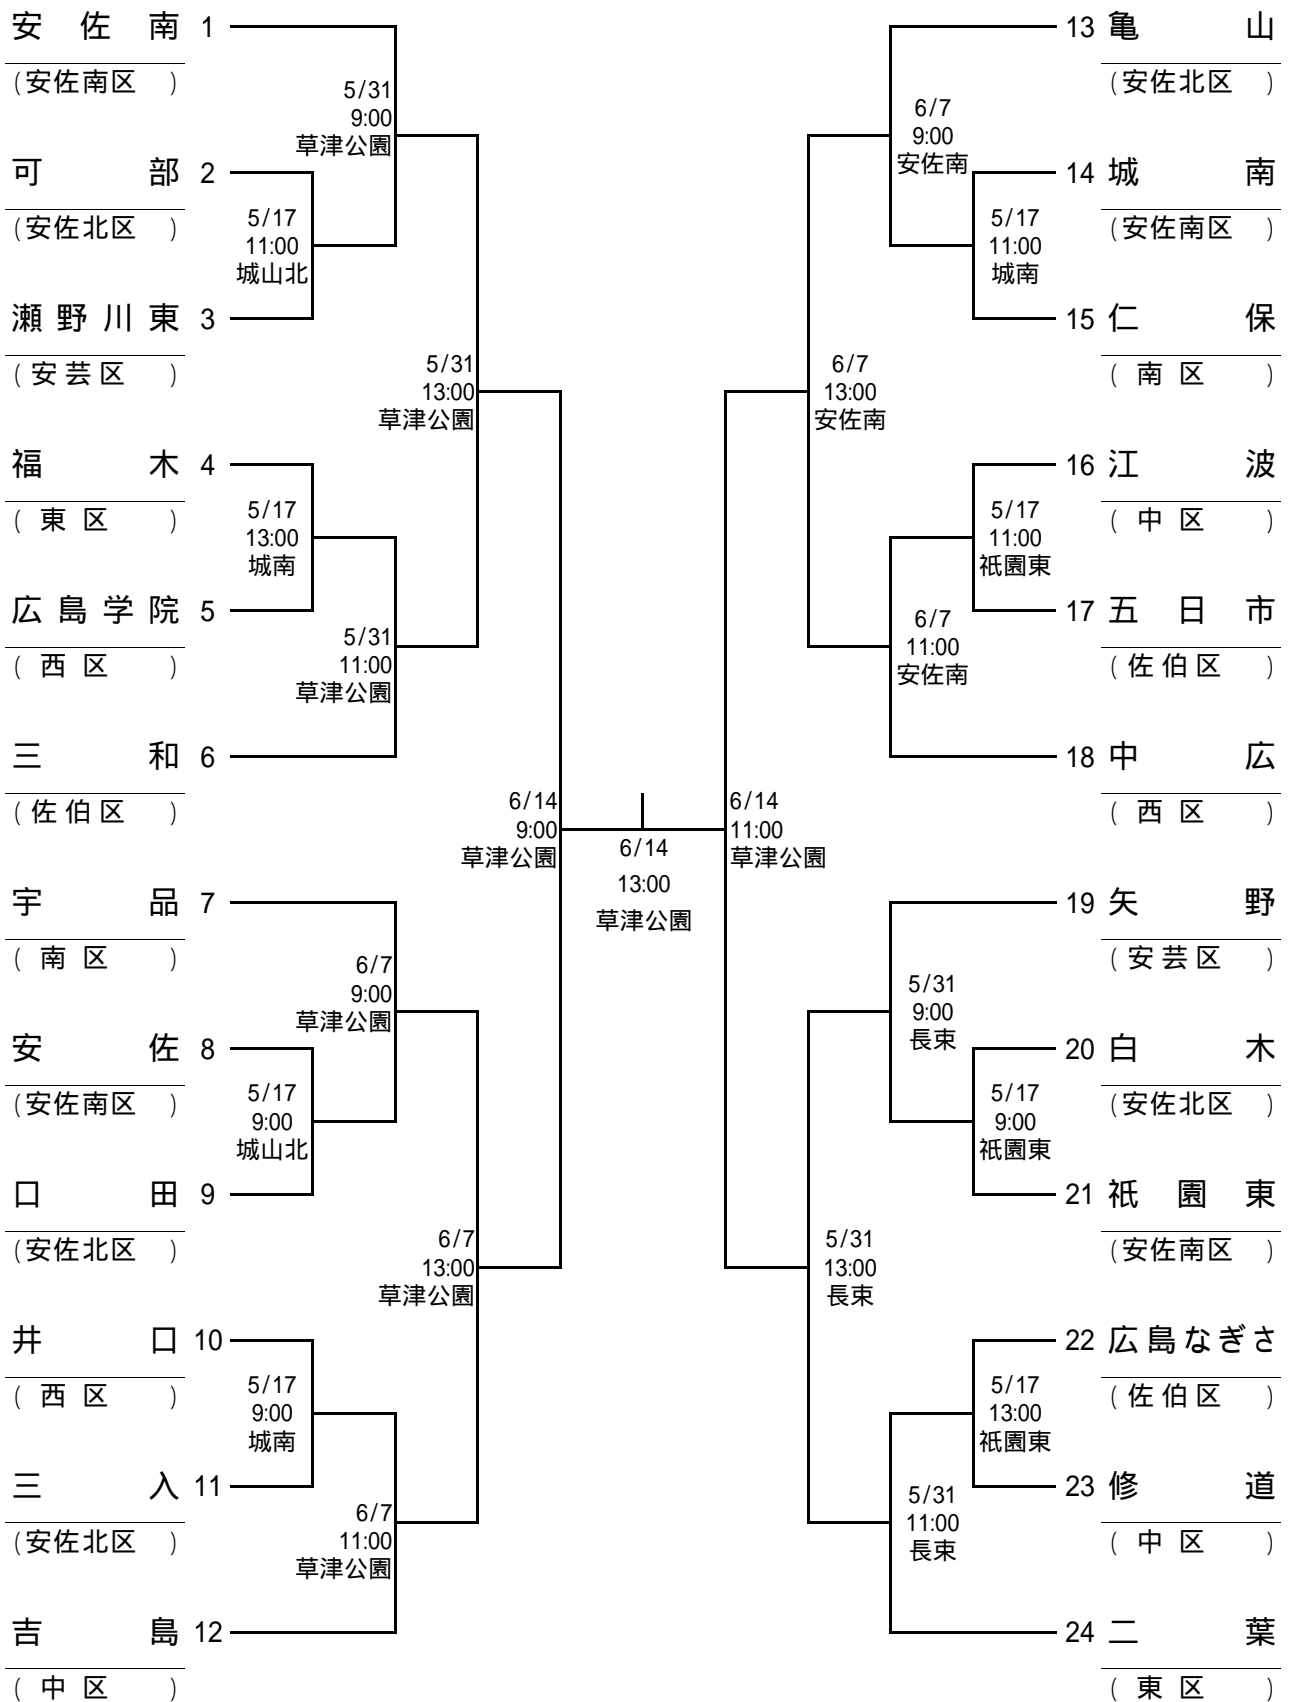 安佐南 1
(安佐南区)
5/31
9:00
草津公園
可部 2
(安佐北区)
5/17
11:00
城山北
瀬野川東 3
(安芸区)
5/31
13:00
草津公園
福木 4
(東区)
5/17
13:00
城南
広島学院 5
(西区)
5/31
11:00
草津公園
三和 6
(佐伯区)
6/14
9:00
草津公園
宇品 7
(南区)
6/7
9:00
草津公園
安佐 8
(安佐南区)
5/17
9:00
城山北
口田 9
(安佐北区)
6/7
13:00
草津公園
井口 10
(西区)
5/17
9:00
城南
三入 11
(安佐北区)
6/7
11:00
草津公園
吉島 12
(中区)
6/14
13:00
草津公園
13 亀山
(安佐北区)
6/7
9:00
安佐南
14 城南
(安佐南区)
5/17
11:00
城南
15 仁保
(南区)
6/7
13:00
安佐南
16 江波
(中区)
5/17
11:00
祇園東
17 五日市
(佐伯区)
6/7
11:00
安佐南
18 中広
(西区)
6/14
11:00
草津公園
19 矢野
(安芸区)
5/31
9:00
長束
20 白木
(安佐北区)
5/17
9:00
祇園東
21 祇園東
(安佐南区)
5/31
13:00
長束
22 広島なぎさ
(佐伯区)
5/17
13:00
祇園東
23 修道
(中区)
5/31
11:00
長束
24 二葉
(東区)